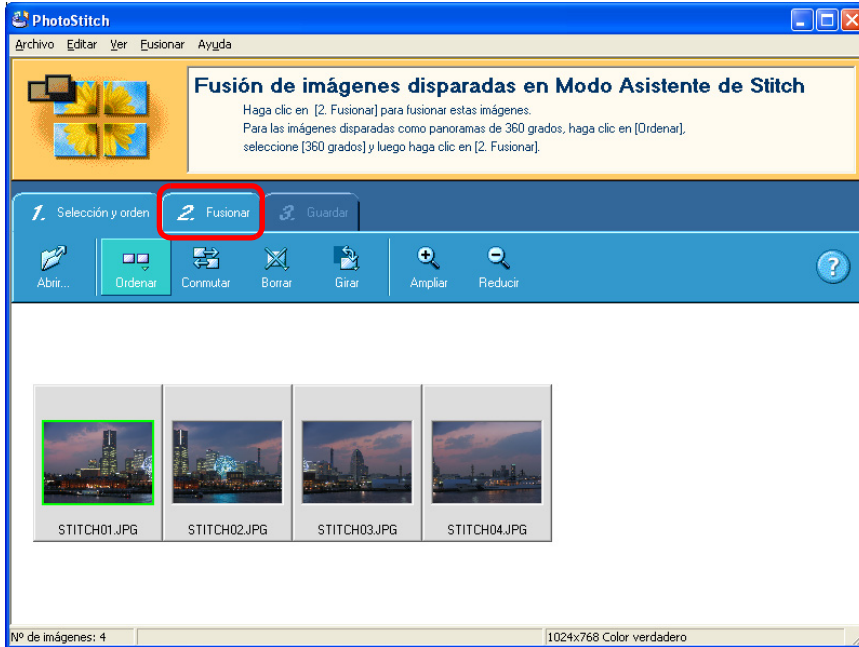 PhotoStitch
Archivo Editar Ver Fusionar Ayuda
Fusión de imágenes disparadas en Modo Asistente de Stitch
Haga clic en [2. Fusionar] para fusionar estas imágenes.
Para las imágenes disparadas como panoramas de 360 grados, haga clic en [Ordenar],
seleccione [360 grados] y luego haga clic en [2. Fusionar].
1. Selección y orden 2. Fusionar 3. Guardar
Abrir... Ordenar Conmutar Borrar Girar Ampliar Reducir ?
STITCH01.JPG STITCH02.JPG STITCH03.JPG STITCH04.JPG
Nº de imágenes: 4 1024x768 Color verdadero